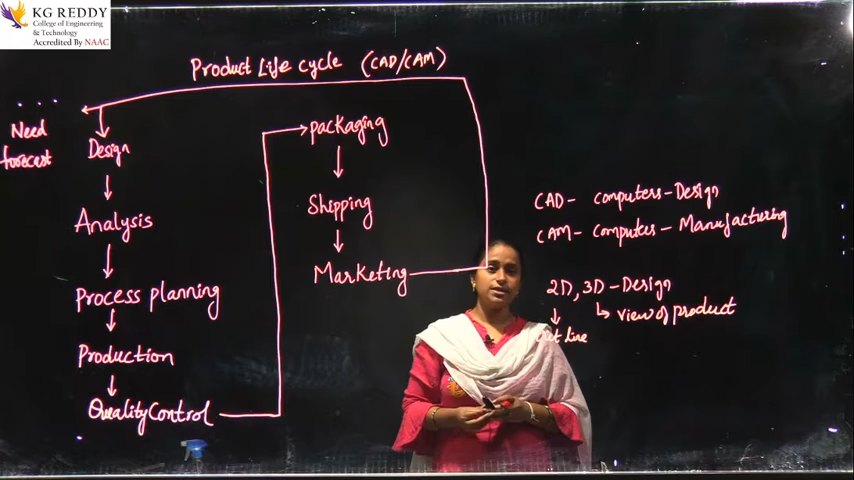 KG REDDY
College of Engineering
& Technology
Accredited By NAAC
Product Life cycle (CAD/CAM)
Need
forecast
Design
Analysis
Process planning
Production
Quality Control
Packaging
Shipping
Marketing
CAD - Computers - Design
CAM - Computers - Manufacturing
2D, 3D - Design
view of product
Out line